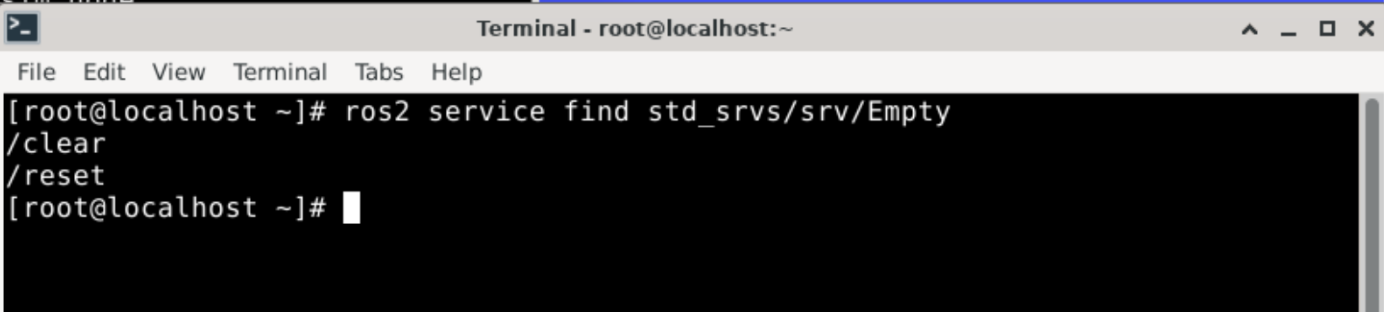 Terminal - root@localhost:~
File Edit View Terminal Tabs Help
[root@localhost ~]# ros2 service find std_srvs/srv/Empty
/clear
/reset
[root@localhost ~]#